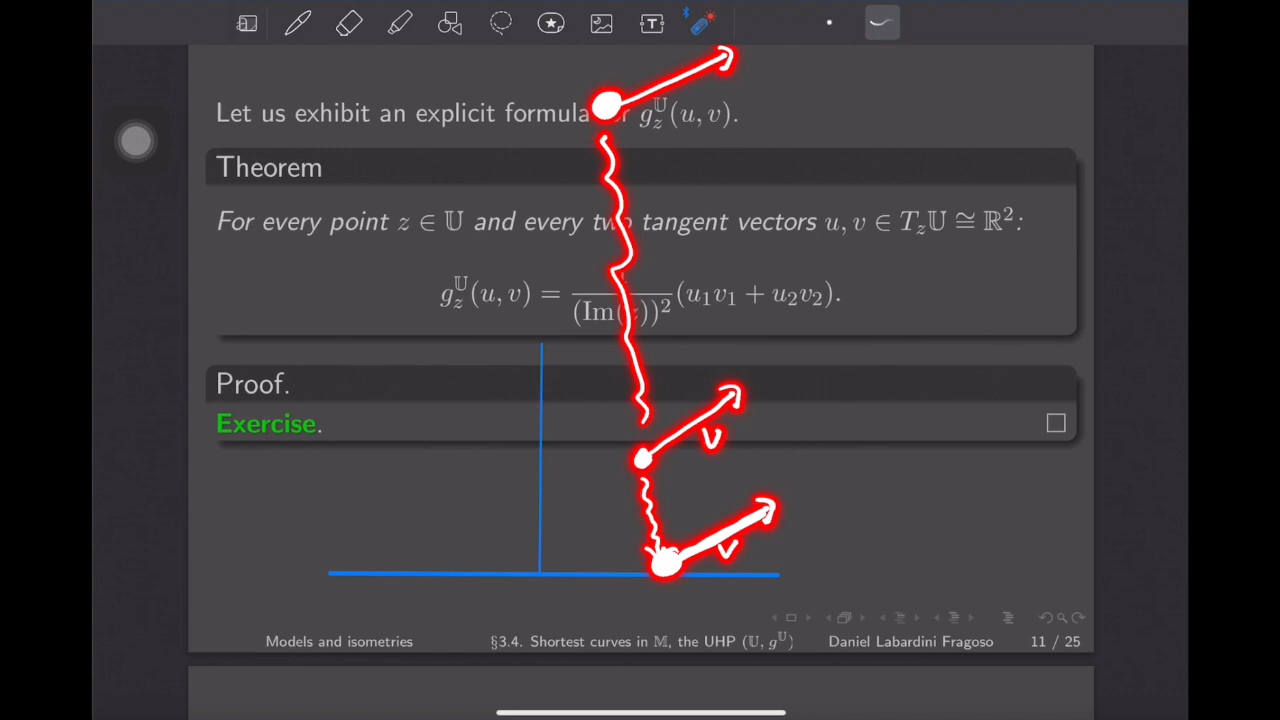 Let us exhibit an explicit formula for $g_z^{\mathbb{U}}(u, v)$.
Theorem
For every point $z \in \mathbb{U}$ and every two tangent vectors $u, v \in T_z\mathbb{U} \cong \mathbb{R}^2$:
$g_z^{\mathbb{U}}(u, v) = \frac{1}{(\mathrm{Im}(z))^2}(u_1v_1 + u_2v_2).$
Proof.
Exercise. □
v
v
Models and isometries §3.4. Shortest curves in $\mathbb{M}$, the UHP $(\mathbb{U}, g^{\mathbb{U}})$ Daniel Labardini Fragoso 11 / 25